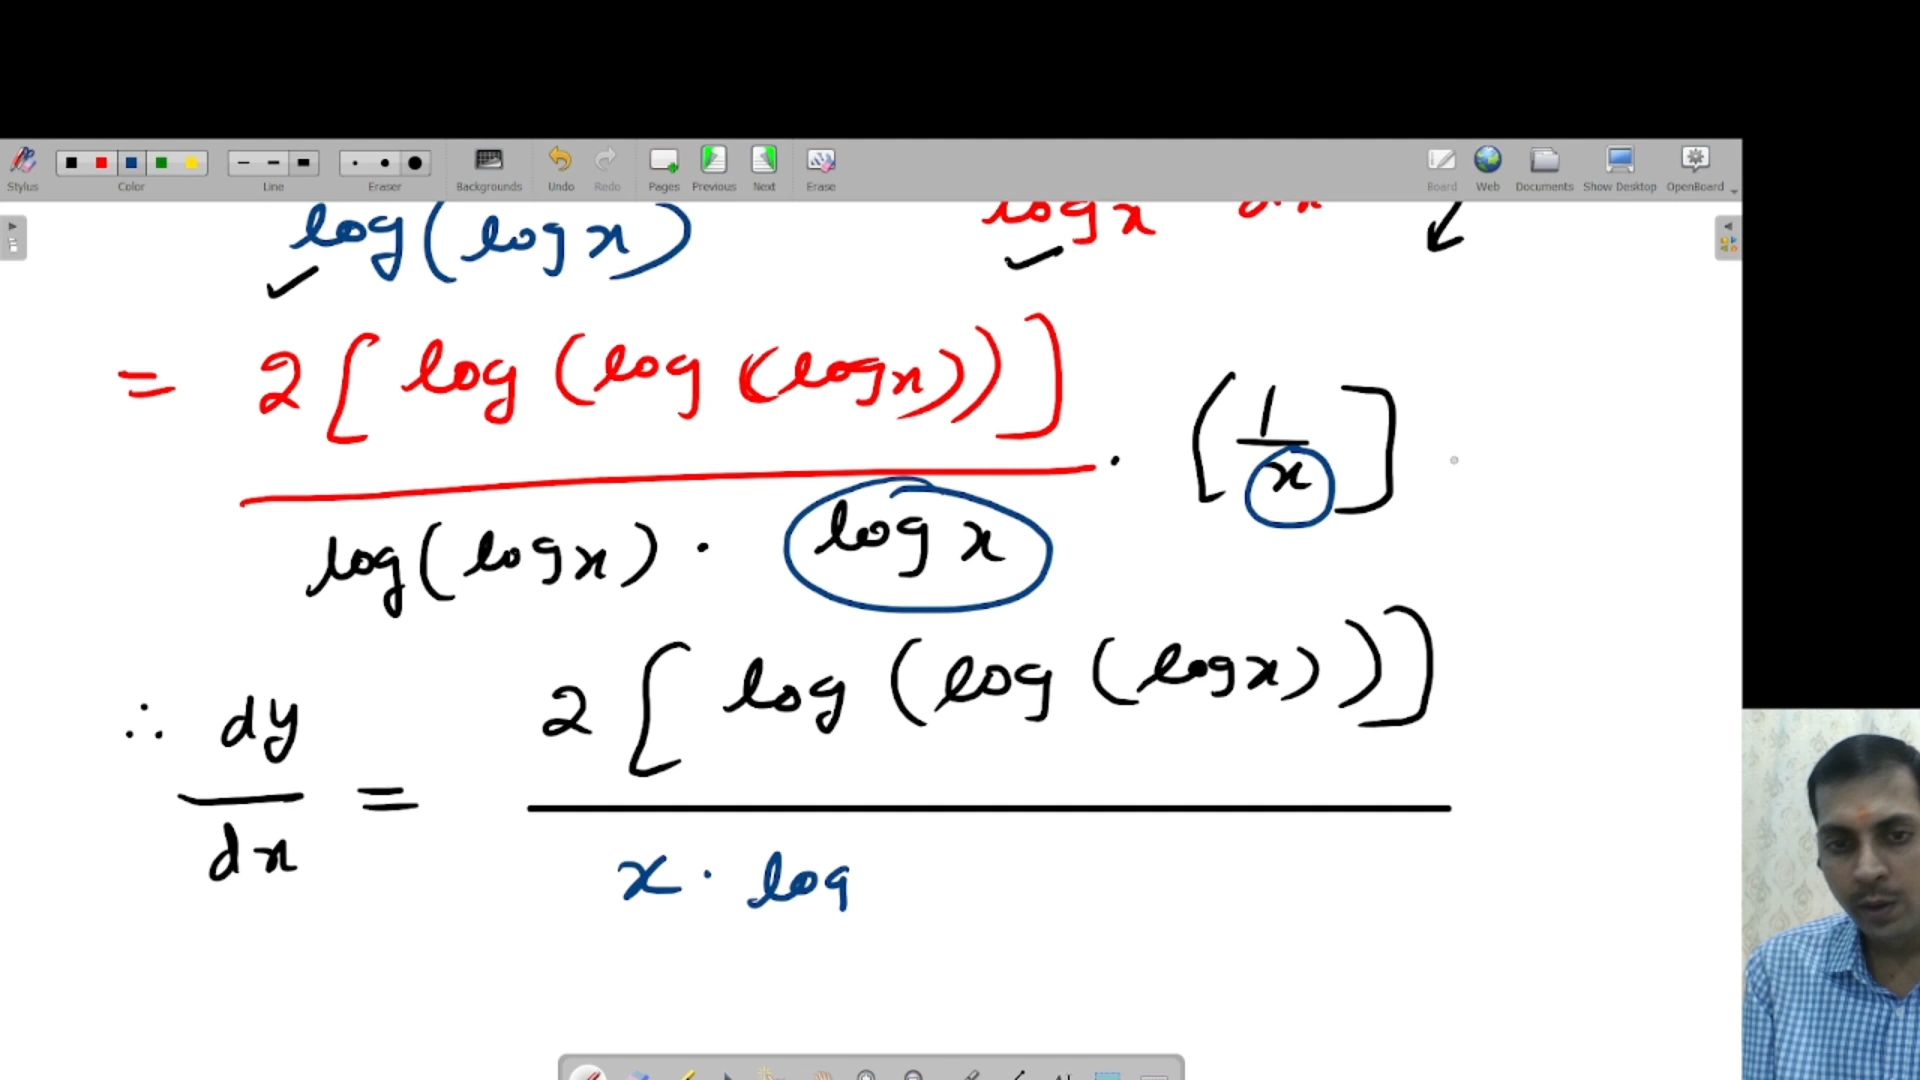 Stylus Color Line Eraser Backgrounds Undo Redo Pages Previous Next Erase Board Web Documents Show Desktop OpenBoard
log(log x) log x dx
= 2[log(log(log x))] . [1/x]
log(log x) . log x
∴ dy/dx = 2[log(log(log x))]
x . log